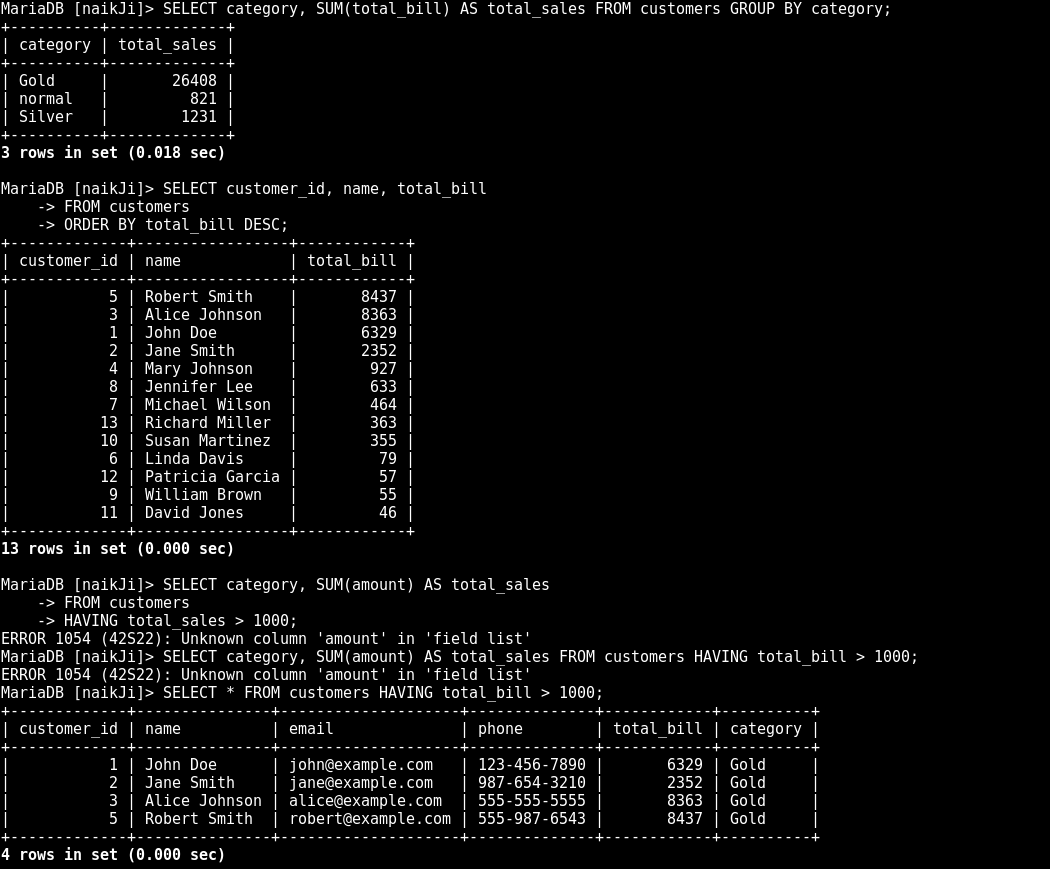 MariaDB [naikJi]> SELECT category, SUM(total_bill) AS total_sales FROM customers GROUP BY category;
+----------+-------------+
| category | total_sales |
+----------+-------------+
| Gold     |       26408 |
| normal   |         821 |
| Silver   |        1231 |
+----------+-------------+
3 rows in set (0.018 sec)

MariaDB [naikJi]> SELECT customer_id, name, total_bill
    -> FROM customers
    -> ORDER BY total_bill DESC;
+-------------+-----------------+------------+
| customer_id | name            | total_bill |
+-------------+-----------------+------------+
|           5 | Robert Smith    |       8437 |
|           3 | Alice Johnson   |       8363 |
|           1 | John Doe        |       6329 |
|           2 | Jane Smith      |       2352 |
|           4 | Mary Johnson    |        927 |
|           8 | Jennifer Lee    |        633 |
|           7 | Michael Wilson  |        464 |
|          13 | Richard Miller  |        363 |
|          10 | Susan Martinez  |        355 |
|           6 | Linda Davis     |         79 |
|          12 | Patricia Garcia |         57 |
|           9 | William Brown   |         55 |
|          11 | David Jones     |         46 |
+-------------+-----------------+------------+
13 rows in set (0.000 sec)

MariaDB [naikJi]> SELECT category, SUM(amount) AS total_sales
    -> FROM customers
    -> HAVING total_sales > 1000;
ERROR 1054 (42S22): Unknown column 'amount' in 'field list'
MariaDB [naikJi]> SELECT category, SUM(amount) AS total_sales FROM customers HAVING total_bill > 1000;
ERROR 1054 (42S22): Unknown column 'amount' in 'field list'
MariaDB [naikJi]> SELECT * FROM customers HAVING total_bill > 1000;
+-------------+---------------+--------------------+--------------+------------+----------+
| customer_id | name          | email              | phone        | total_bill | category |
+-------------+---------------+--------------------+--------------+------------+----------+
|           1 | John Doe      | john@example.com   | 123-456-7890 |       6329 | Gold     |
|           2 | Jane Smith    | jane@example.com   | 987-654-3210 |       2352 | Gold     |
|           3 | Alice Johnson | alice@example.com  | 555-555-5555 |       8363 | Gold     |
|           5 | Robert Smith  | robert@example.com | 555-987-6543 |       8437 | Gold     |
+-------------+---------------+--------------------+--------------+------------+----------+
4 rows in set (0.000 sec)